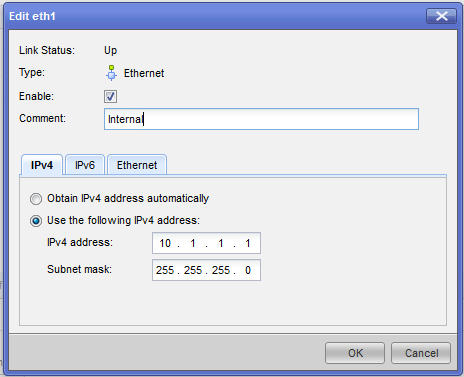 Edit eth1
Link Status: Up
Type: Ethernet
Enable:
Comment: Internal
IPv4 IPv6 Ethernet
Obtain IPv4 address automatically
Use the following IPv4 address:
IPv4 address: 10 . 1 . 1 . 1
Subnet mask: 255 . 255 . 255 . 0
OK Cancel